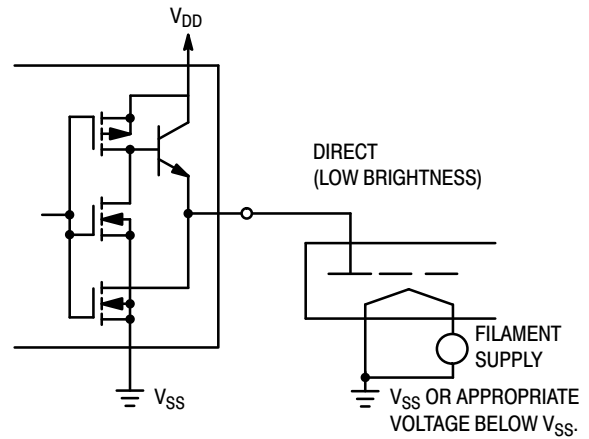 VDD
DIRECT
(LOW BRIGHTNESS)
FILAMENT
SUPPLY
VSS
VSS OR APPROPRIATE
VOLTAGE BELOW VSS.